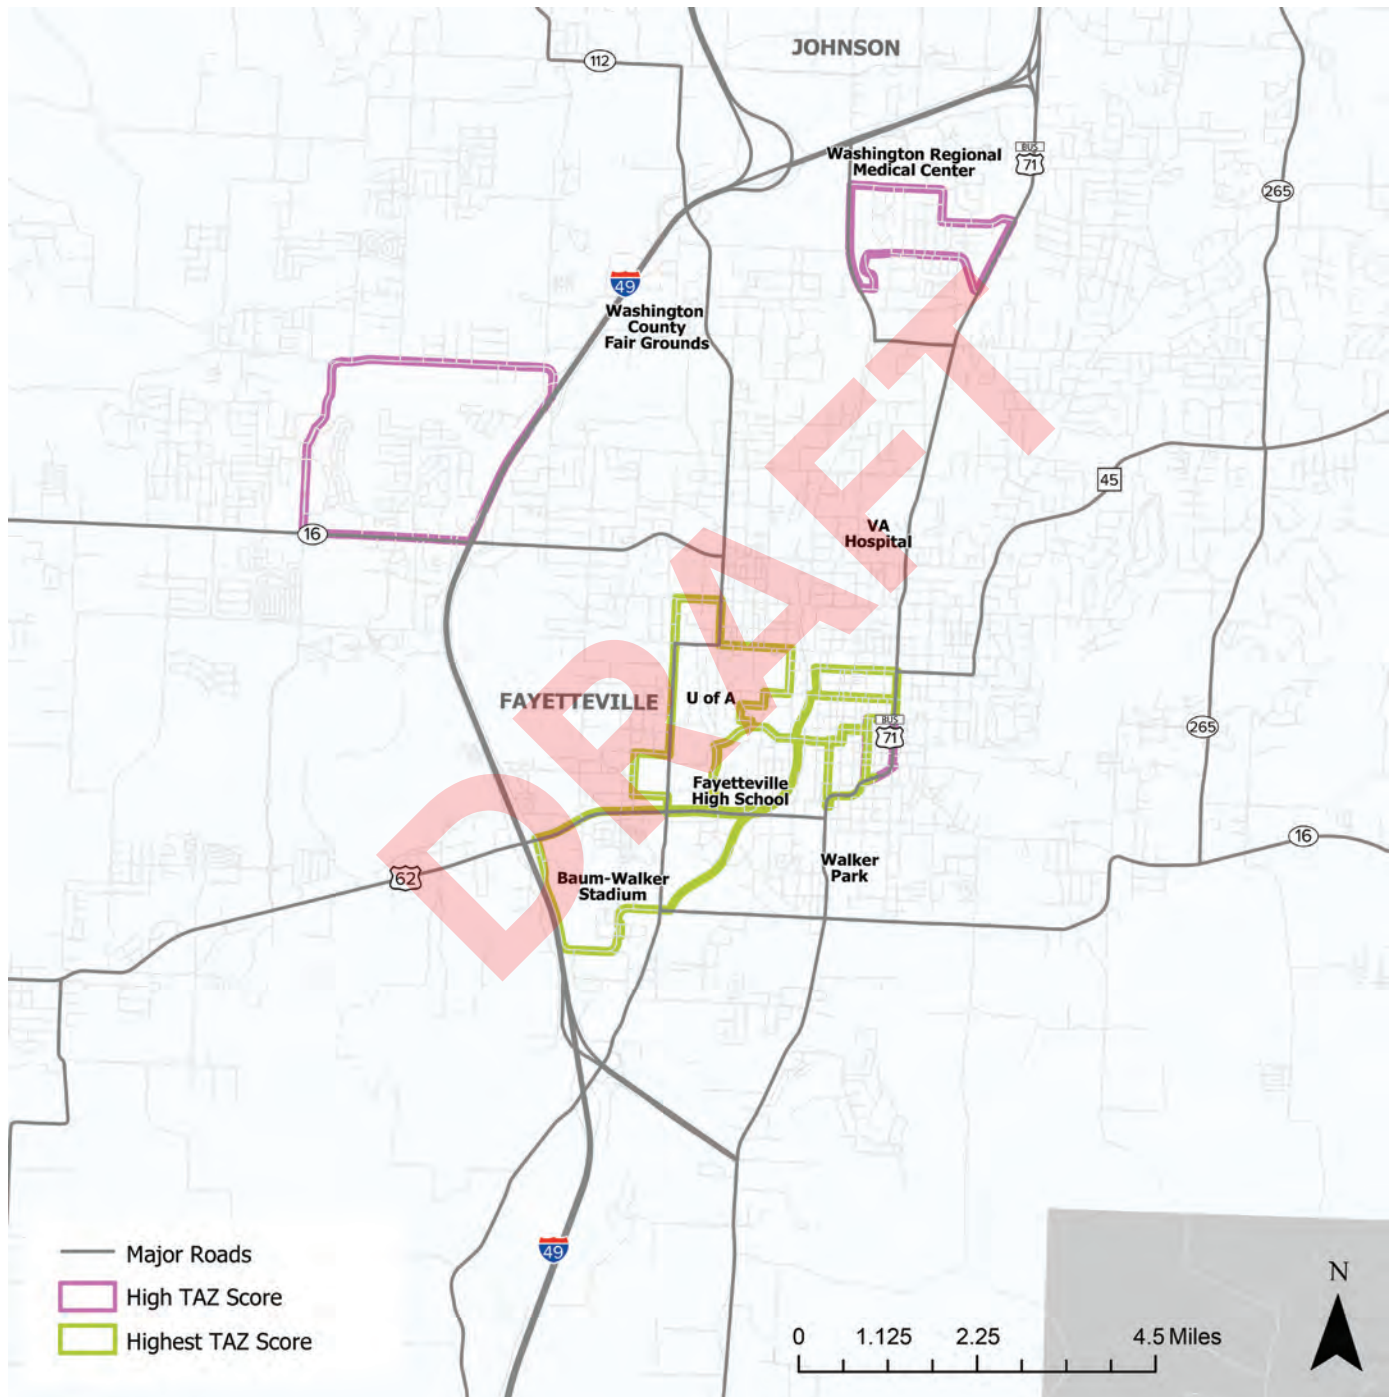 JOHNSON
112
Washington Regional
Medical Center
BUS
71
265
49
Washington
County
Fair Grounds
45
16
VA
Hospital
FAYETTEVILLE
U of A
BUS
71
265
Fayetteville
High School
16
Walker
Park
62
Baum-Walker
Stadium
DRAFT
49
Major Roads
High TAZ Score
Highest TAZ Score
0 1.125 2.25 4.5 Miles
N